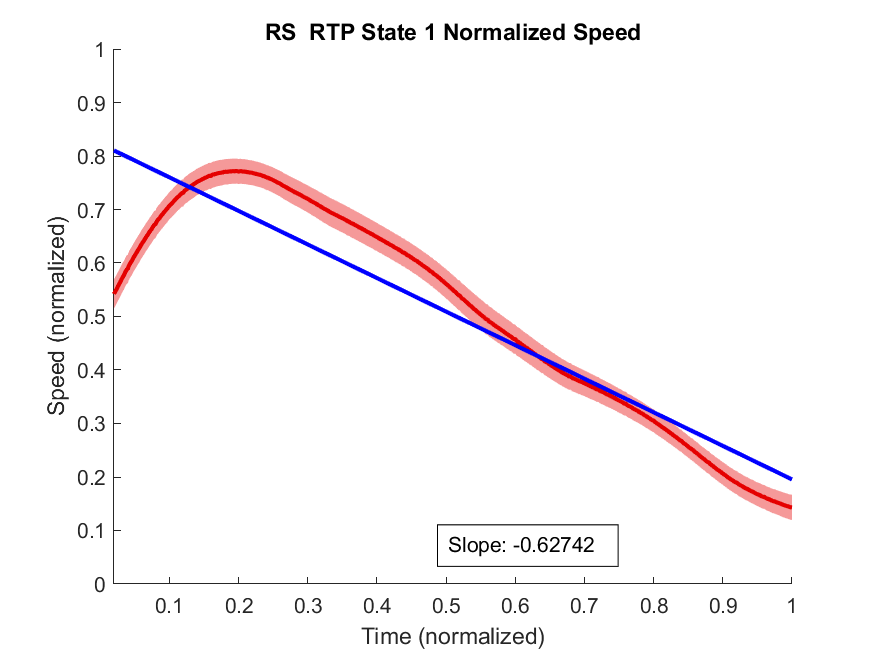 RS  RTP State 1 Normalized Speed
1
0.9
0.8
0.7
0.6
0.5
0.4
0.3
0.2
0.1
0
Speed (normalized)
Slope: -0.62742
0.1 0.2 0.3 0.4 0.5 0.6 0.7 0.8 0.9 1
Time (normalized)